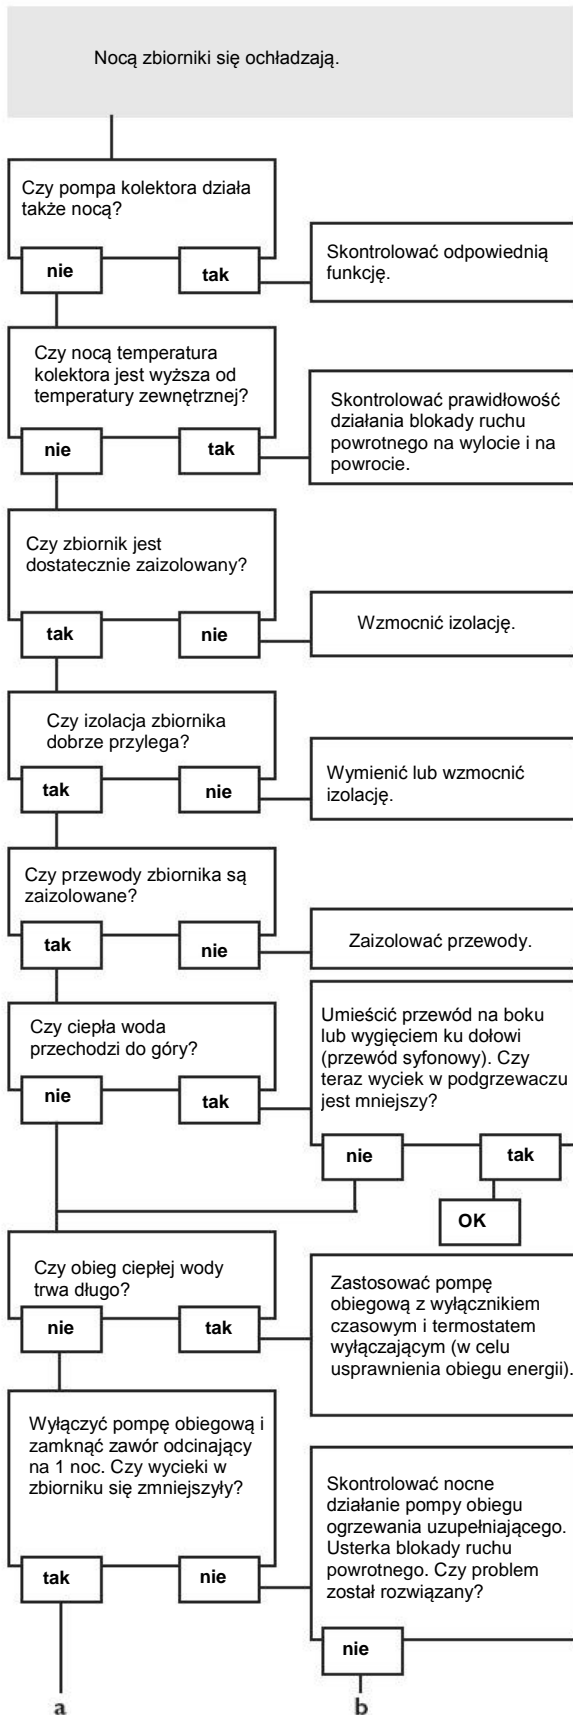 Nocą zbiorniki się ochładzają.
Czy pompa kolektora działa
także nocą?
nie
tak
Skontrolować odpowiednią
funkcję.
Czy nocą temperatura
kolektora jest wyższa od
temperatury zewnętrznej?
nie
tak
Skontrolować prawidłowość
działania blokady ruchu
powrotnego na wylocie i na
powrocie.
Czy zbiornik jest
dostatecznie zaizolowany?
tak
nie
Wzmocnić izolację.
Czy izolacja zbiornika
dobrze przylega?
tak
nie
Wymienić lub wzmocnić
izolację.
Czy przewody zbiornika są
zaizolowane?
tak
nie
Zaizolować przewody.
Czy ciepła woda
przechodzi do góry?
nie
tak
Umieścić przewód na boku
lub wygięciem ku dołowi
(przewód syfonowy). Czy
teraz wyciek w podgrzewaczu
jest mniejszy?
nie
tak
OK
Czy obieg ciepłej wody
trwa długo?
nie
tak
Zastosować pompę
obiegową z wyłącznikiem
czasowym i termostatem
wyłączającym (w celu
usprawnienia obiegu energii).
Wyłączyć pompę obiegową i
zamknąć zawór odcinający
na 1 noc. Czy wycieki w
zbiorniku się zmniejszyły?
tak
nie
Skontrolować nocne
działanie pompy obiegu
ogrzewania uzupełniającego.
Usterka blokady ruchu
powrotnego. Czy problem
został rozwiązany?
nie
a
b